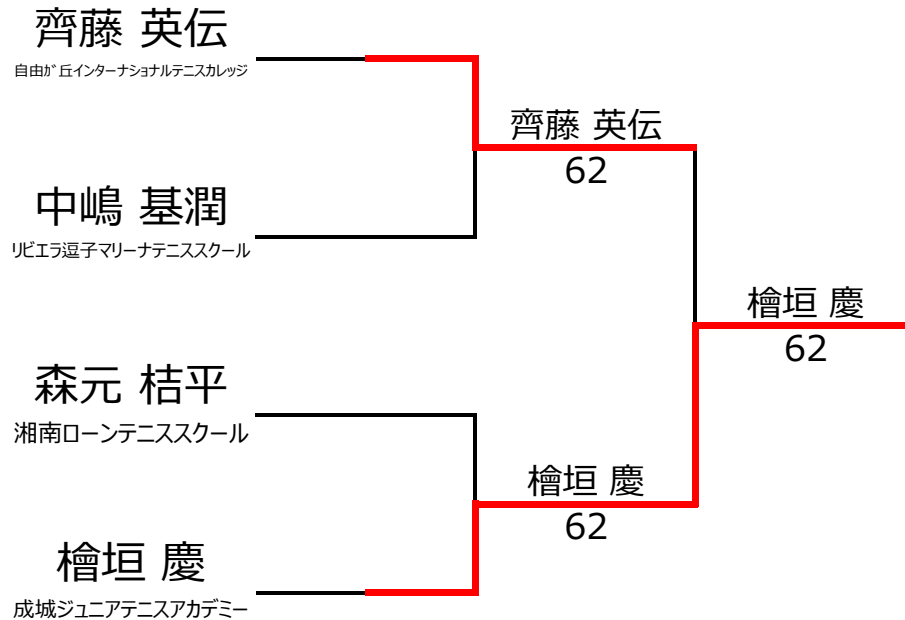 齊藤 英伝
自由が丘インターナショナルテニスカレッジ
齊藤 英伝
62
中嶋 基潤
リビエラ逗子マリーナテニススクール
檜垣 慶
62
森元 桔平
湘南ローンテニススクール
檜垣 慶
62
檜垣 慶
成城ジュニアテニスアカデミー